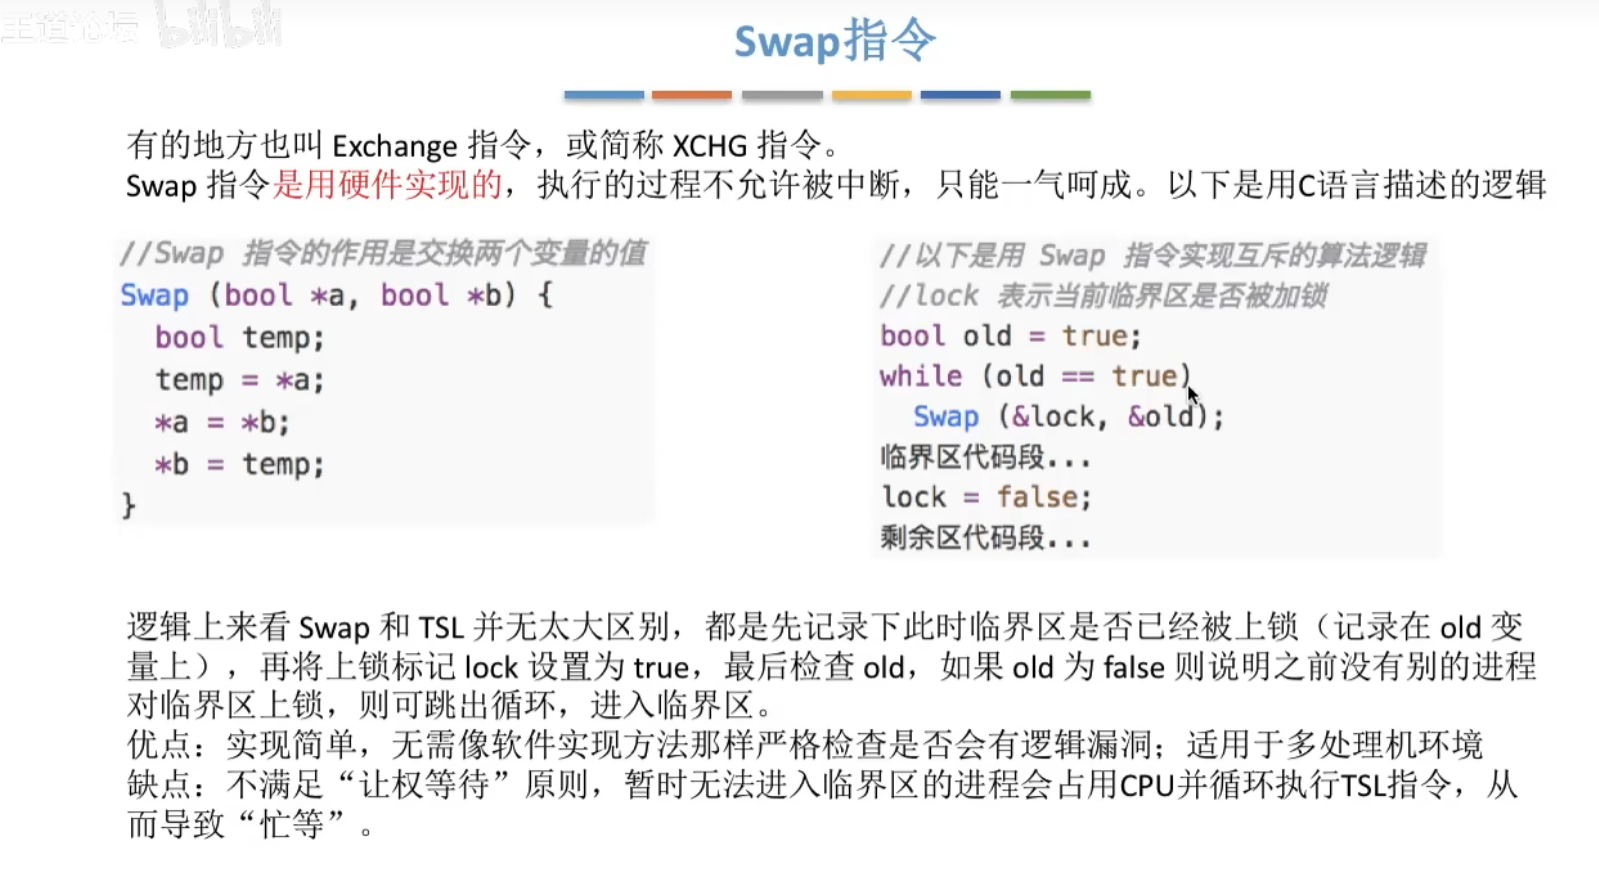 王道论坛 bilibili
Swap指令
有的地方也叫 Exchange 指令，或简称 XCHG 指令。
Swap 指令是用硬件实现的，执行的过程不允许被中断，只能一气呵成。以下是用C语言描述的逻辑
//Swap 指令的作用是交换两个变量的值
Swap (bool *a, bool *b) {
  bool temp;
  temp = *a;
  *a = *b;
  *b = temp;
}
//以下是用 Swap 指令实现互斥的算法逻辑
//lock 表示当前临界区是否被加锁
bool old = true;
while (old == true)
  Swap (&lock, &old);
临界区代码段...
lock = false;
剩余区代码段...
逻辑上来看 Swap 和 TSL 并无太大区别，都是先记录下此时临界区是否已经被上锁（记录在 old 变
量上），再将上锁标记 lock 设置为 true，最后检查 old，如果 old 为 false 则说明之前没有别的进程
对临界区上锁，则可跳出循环，进入临界区。
优点：实现简单，无需像软件实现方法那样严格检查是否会有逻辑漏洞；适用于多处理机环境
缺点：不满足“让权等待”原则，暂时无法进入临界区的进程会占用CPU并循环执行TSL指令，从
而导致“忙等”。